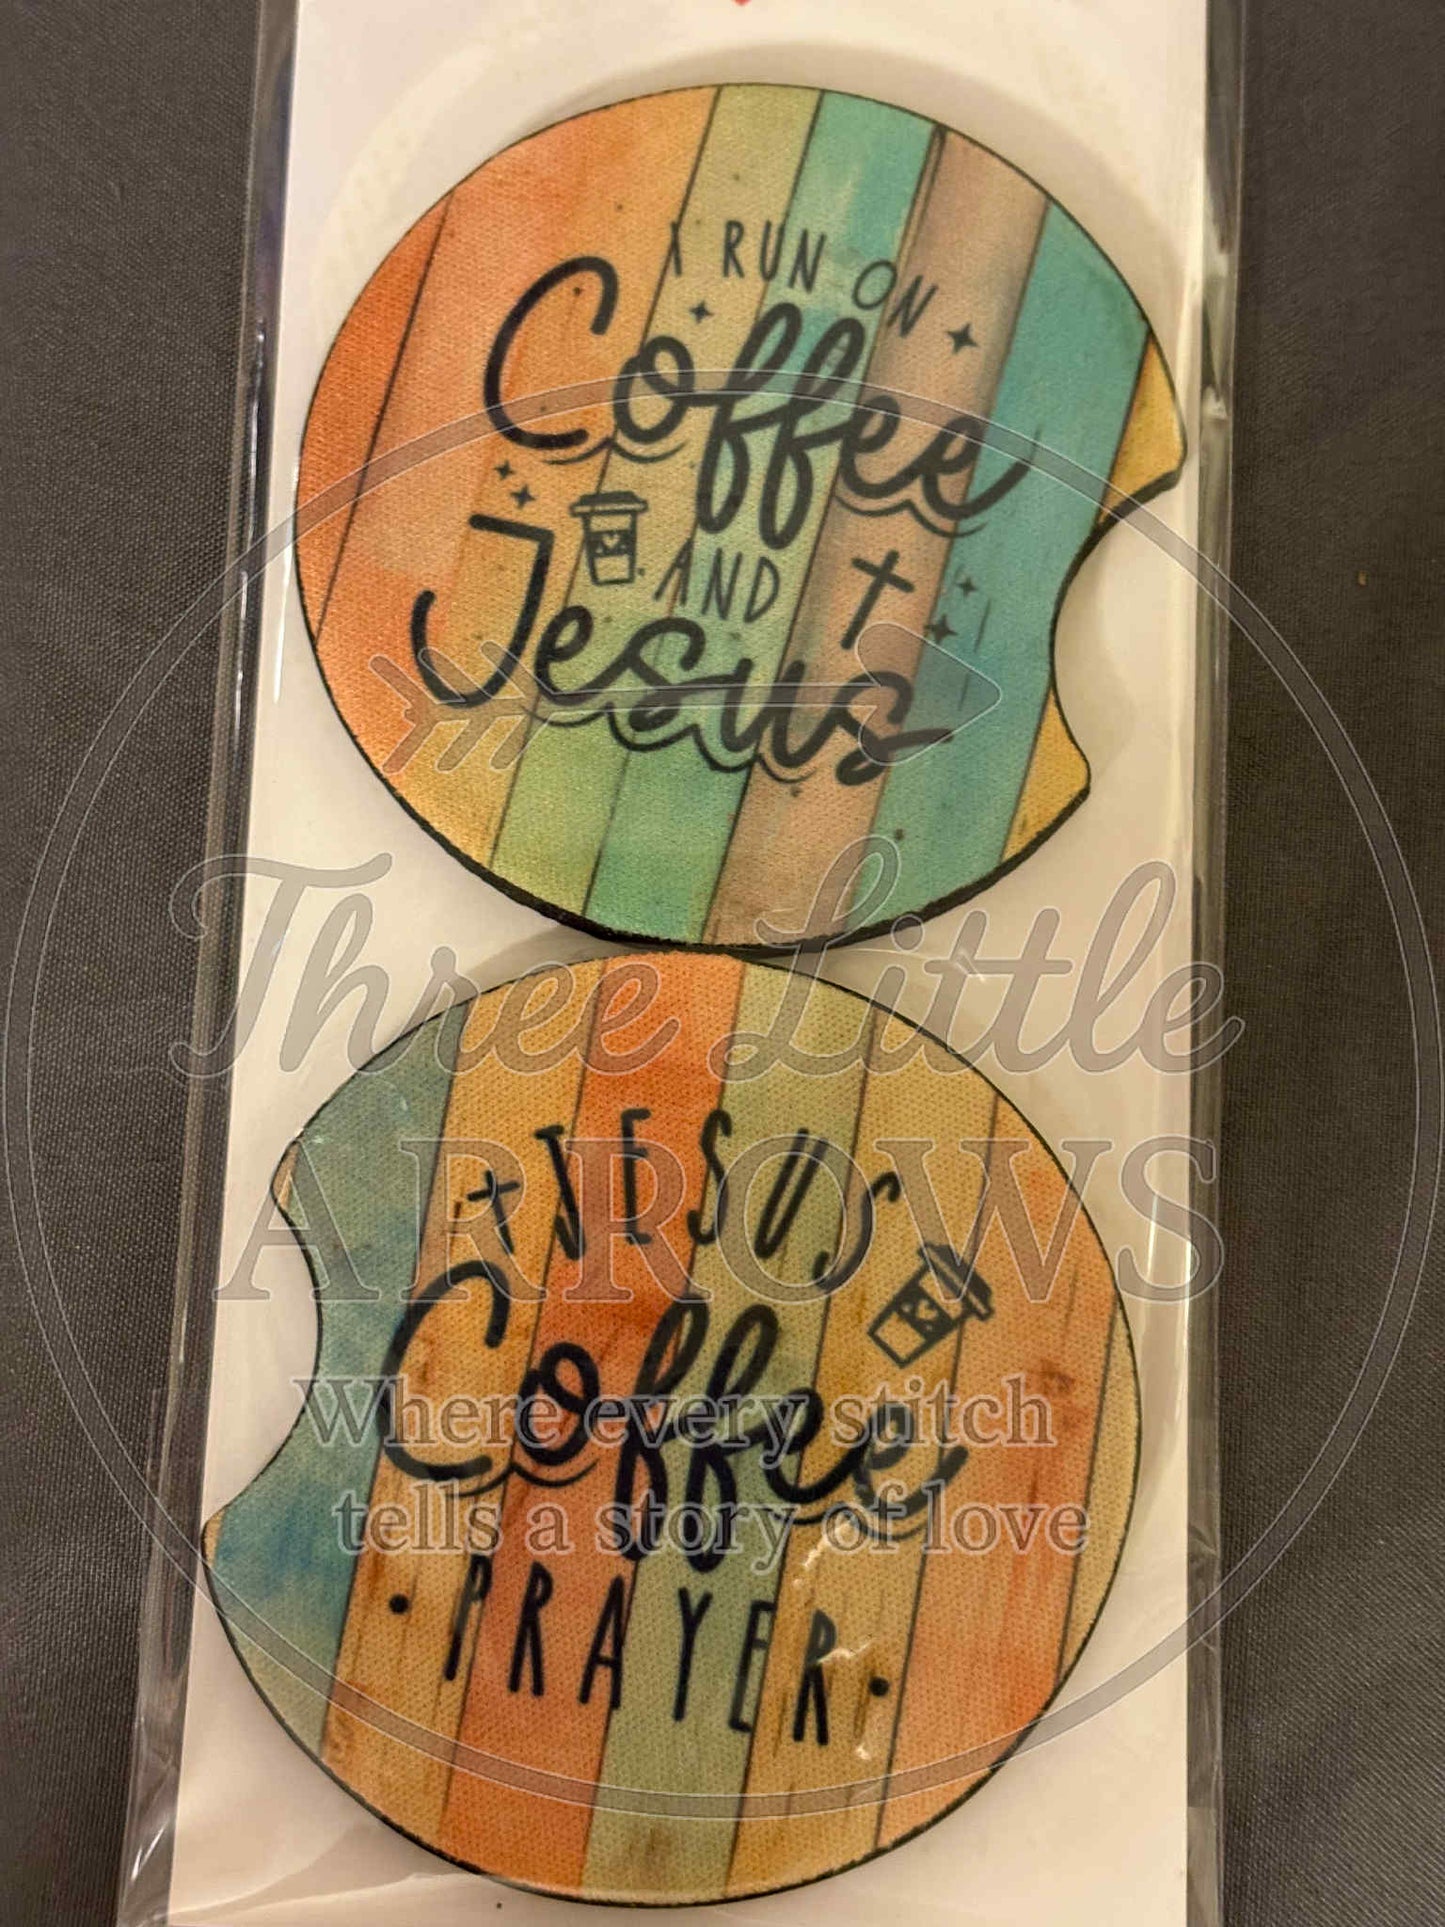 I RUN ON
Coffee
AND
Jesus
Three Little
ARROWS
JESUS
Coffee
Where every stitch
tells a story of love
• PRAYER •